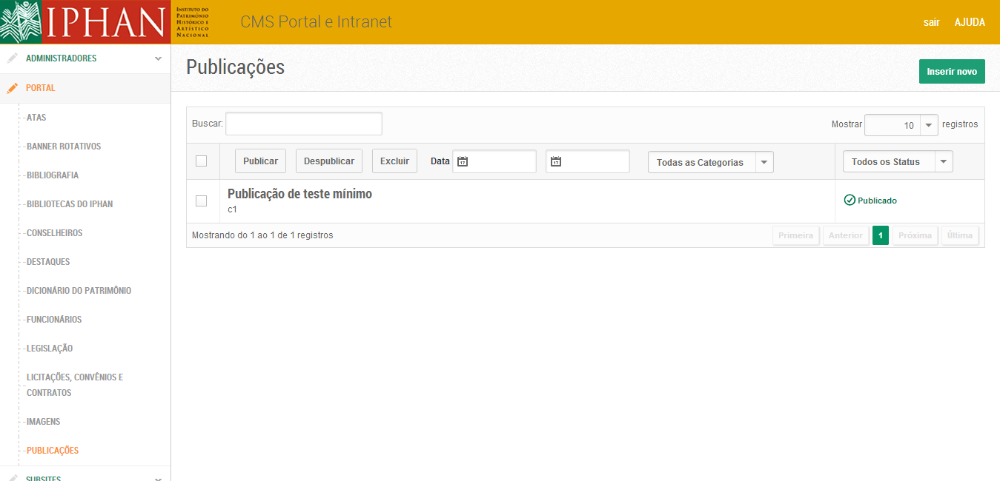 IPHAN
INSTITUTO DO
PATRIMÔNIO
HISTÓRICO E
ARTÍSTICO
NACIONAL
CMS Portal e Intranet
sair AJUDA
ADMINISTRADORES
PORTAL
ATAS
BANNER ROTATIVOS
BIBLIOGRAFIA
BIBLIOTECAS DO IPHAN
CONSELHEIROS
DESTAQUES
DICIONÁRIO DO PATRIMÔNIO
FUNCIONÁRIOS
LEGISLAÇÃO
LICITAÇÕES, CONVÊNIOS E
CONTRATOS
IMAGENS
PUBLICAÇÕES
SUBSITES
Publicações
Inserir novo
Buscar:
Mostrar 10 registros
Publicar Despublicar Excluir Data 17 17 Todas as Categorias Todos os Status
Publicação de teste mínimo
c1
Publicado
Mostrando do 1 ao 1 de 1 registros
Primeira Anterior 1 Próxima Última